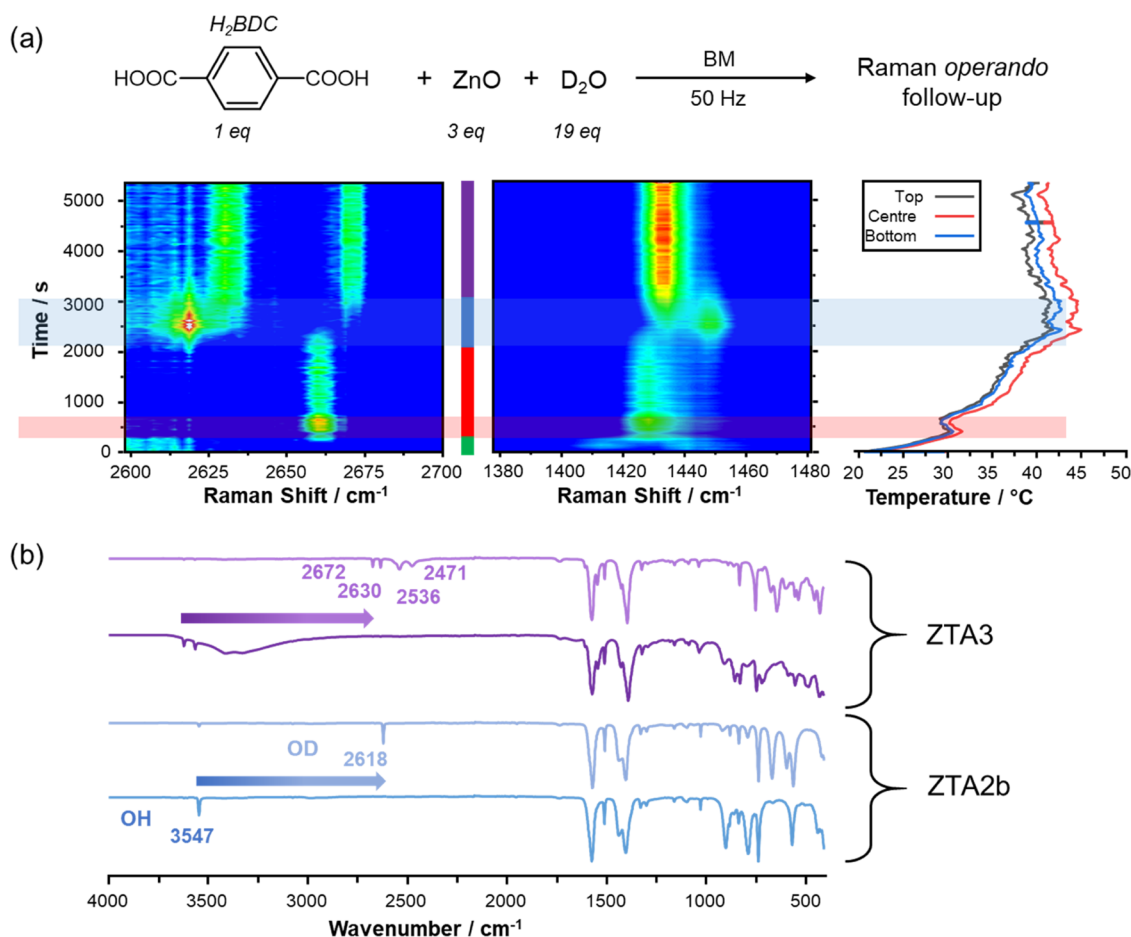 (a)
H2BDC
HOOC COOH + ZnO + D2O BM 50 Hz Raman operando follow-up
1 eq 3 eq 19 eq
Time / s
5000
4000
3000
2000
1000
0
2600 2625 2650 2675 2700
Raman Shift / cm-1
1380 1400 1420 1440 1460 1480
Raman Shift / cm-1
Top
Centre
Bottom
20 25 30 35 40 45 50
Temperature / °C
(b)
2672
2630
2536
2471
ZTA3
OD
2618
OH
3547
ZTA2b
4000 3500 3000 2500 2000 1500 1000 500
Wavenumber / cm-1